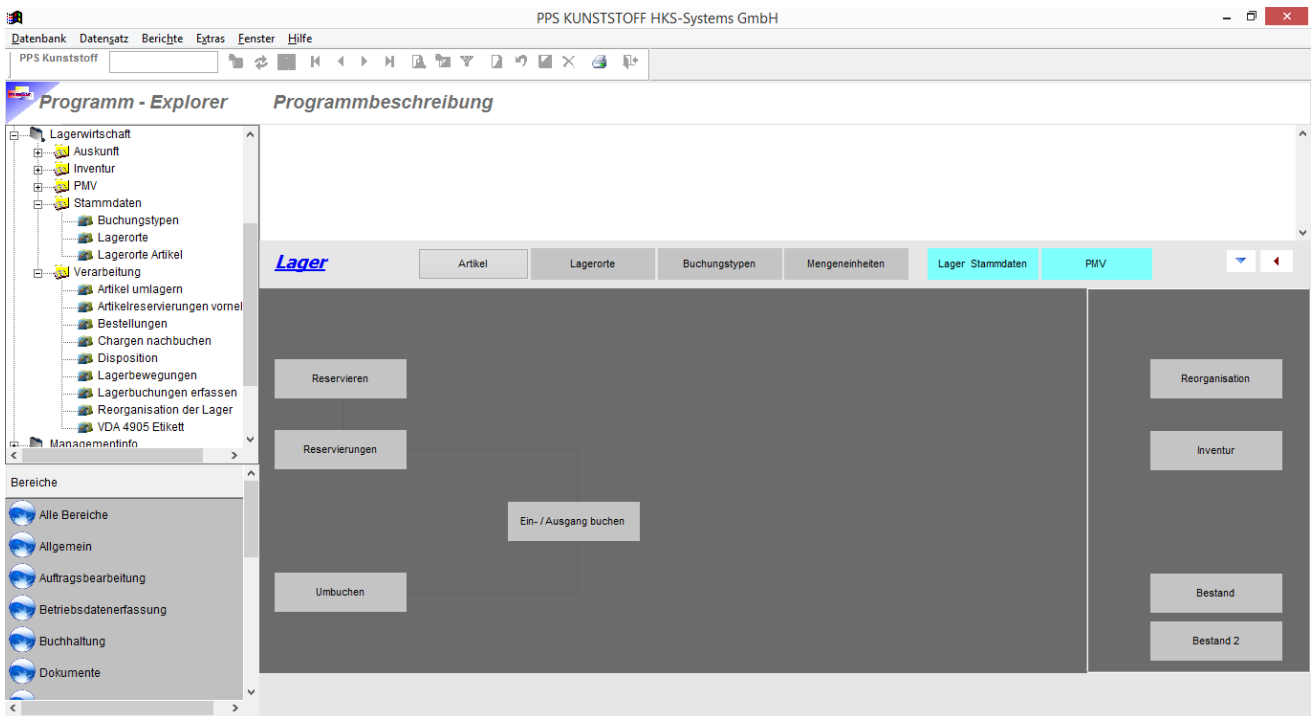 PPS KUNSTSTOFF HKS-Systems GmbH
Datenbank Datensatz Berichte Extras Fenster Hilfe
PPS Kunststoff
Programm - Explorer
Programmbeschreibung
Lagerwirtschaft
Auskunft
Inventur
PMV
Stammdaten
Buchungstypen
Lagerorte
Lagerorte Artikel
Verarbeitung
Artikel umlagern
Artikelreservierungen vornel
Bestellungen
Chargen nachbuchen
Disposition
Lagerbewegungen
Lagerbuchungen erfassen
Reorganisation der Lager
VDA 4905 Etikett
Managementinfo
Bereiche
Alle Bereiche
Allgemein
Auftragsbearbeitung
Betriebsdatenerfassung
Buchhaltung
Dokumente
Lager Artikel Lagerorte Buchungstypen Mengeneinheiten Lager Stammdaten PMV
Reservieren
Reorganisation
Reservierungen
Inventur
Ein- / Ausgang buchen
Umbuchen
Bestand
Bestand 2